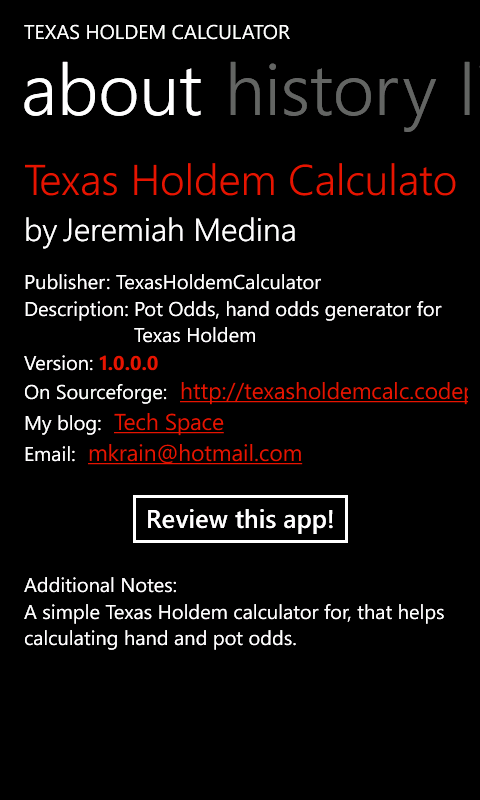 TEXAS HOLDEM CALCULATOR
about history
Texas Holdem Calculato
by Jeremiah Medina
Publisher: TexasHoldemCalculator
Description: Pot Odds, hand odds generator for
Texas Holdem
Version: 1.0.0.0
On Sourceforge: http://texasholdemcalc.codep
My blog: Tech Space
Email: mkrain@hotmail.com
Review this app!
Additional Notes:
A simple Texas Holdem calculator for, that helps
calculating hand and pot odds.